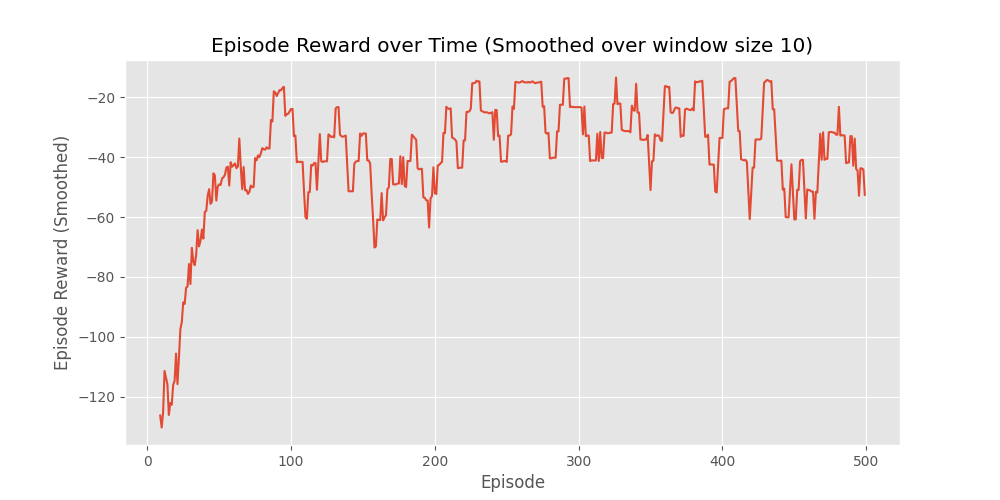 Episode Reward over Time (Smoothed over window size 10)
Episode Reward (Smoothed)
−20
−40
−60
−80
−100
−120
0 100 200 300 400 500
Episode